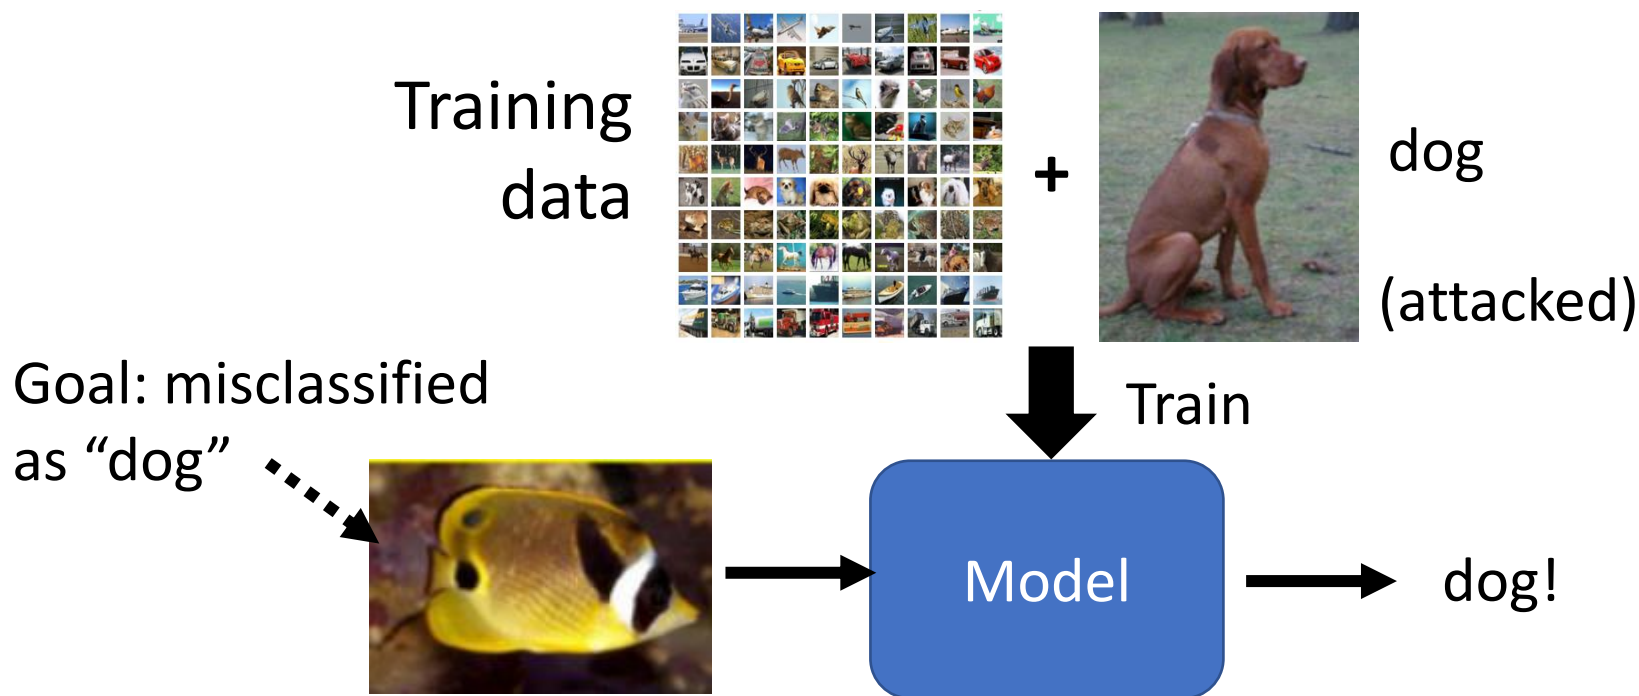 Training
data
+
dog
(attacked)
Train
Goal: misclassified
as “dog”
Model
dog!